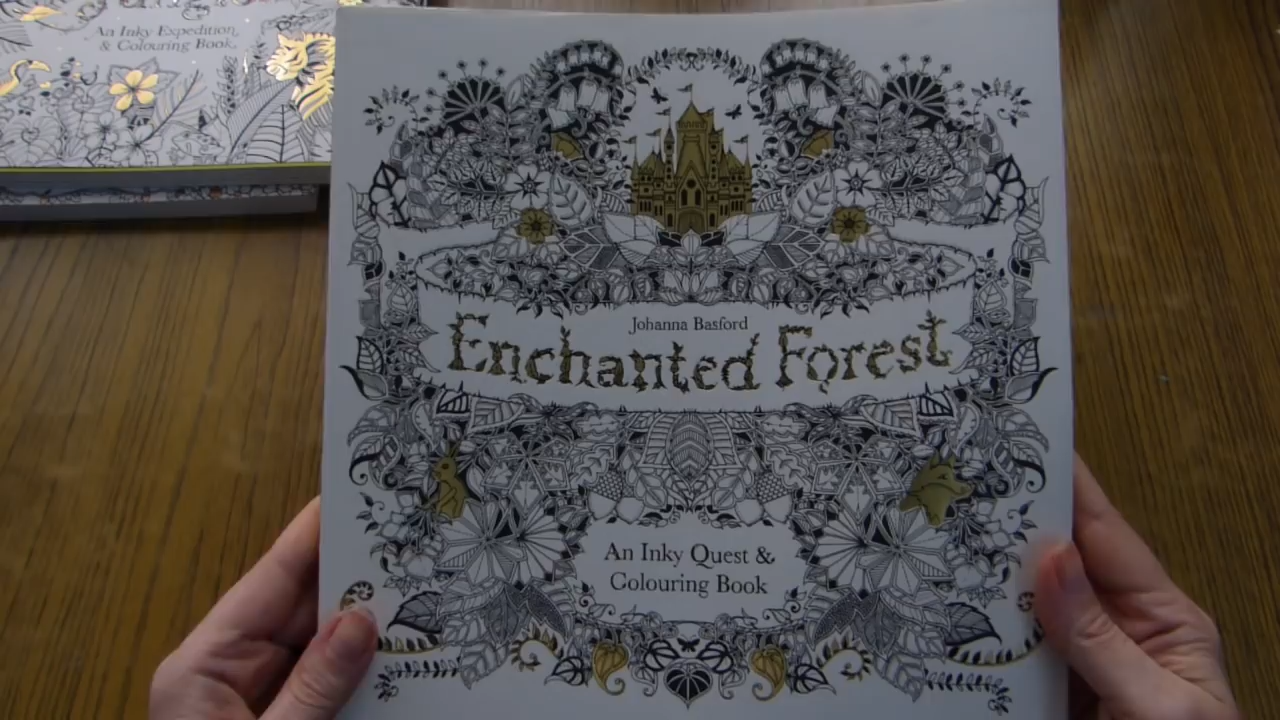 An Inky Expedition
& Colouring Book
Johanna Basford
Enchanted Forest
An Inky Quest &
Colouring Book